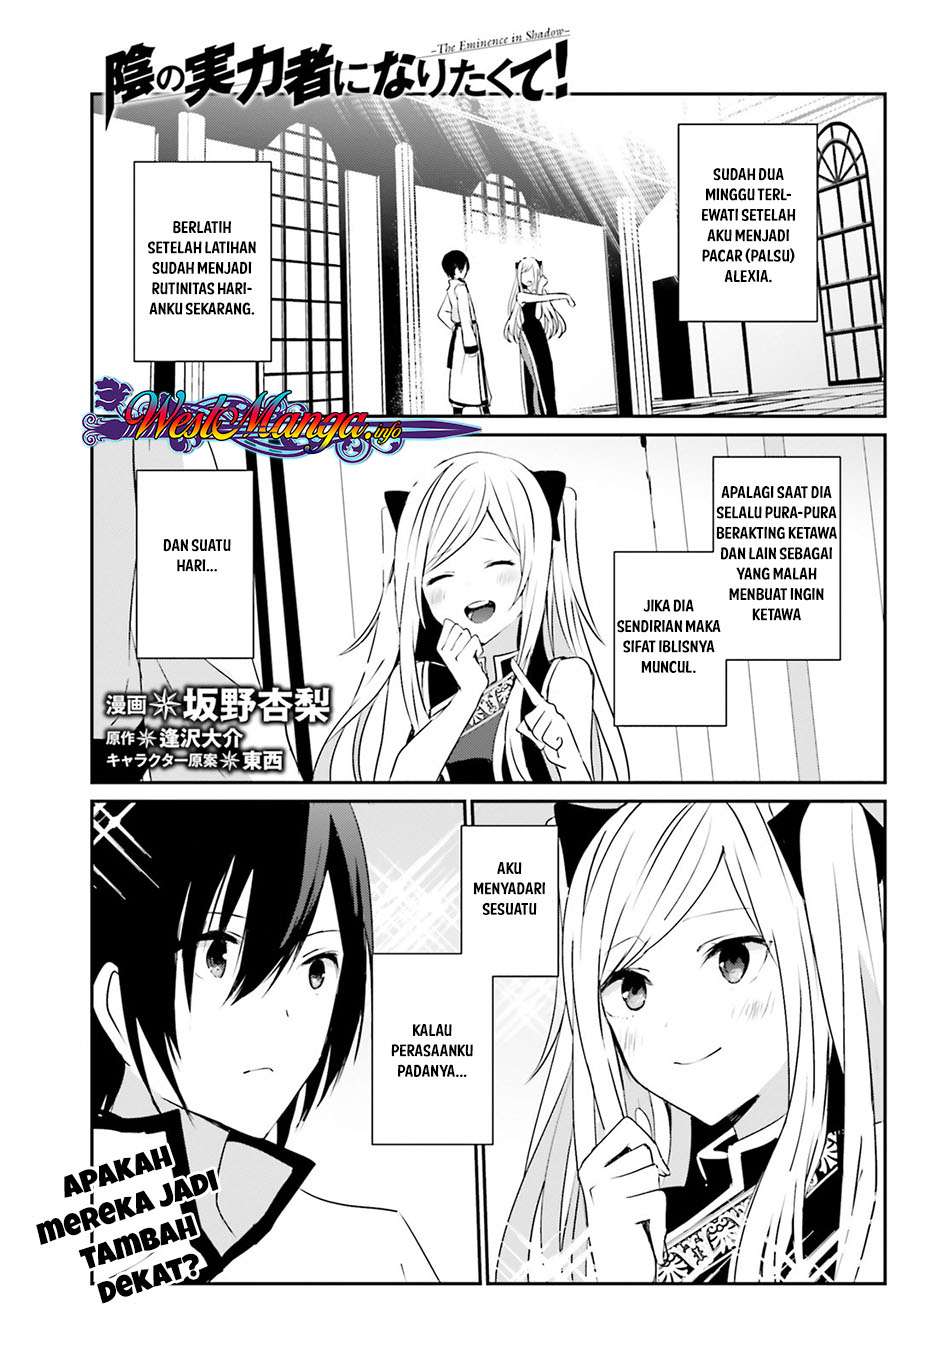 -The Eminence in Shadow-
陰の実力者になりたくて!
SUDAH DUA
MINGGU TERL-
EWATI SETELAH
AKU MENJADI
PACAR (PALSU)
ALEXIA.
BERLATIH
SETELAH LATIHAN
SUDAH MENJADI
RUTINITAS HARI-
ANKU SEKARANG.
WestManga.info
APALAGI SAAT DIA
SELALU PURA-PURA
BERAKTING KETAWA
DAN LAIN SEBAGAI
YANG MALAH
MENBUAT INGIN
KETAWA
JIKA DIA
SENDIRIAN MAKA
SIFAT IBLISNYA
MUNCUL.
DAN SUATU
HARI...
漫画✴坂野杏梨
原作✴逢沢大介
キャラクター原案✴東西
AKU
MENYADARI
SESUATU
KALAU
PERASAANKU
PADANYA...
APAKAH
MEREKA JADI
TAMBAH
DEKAT?